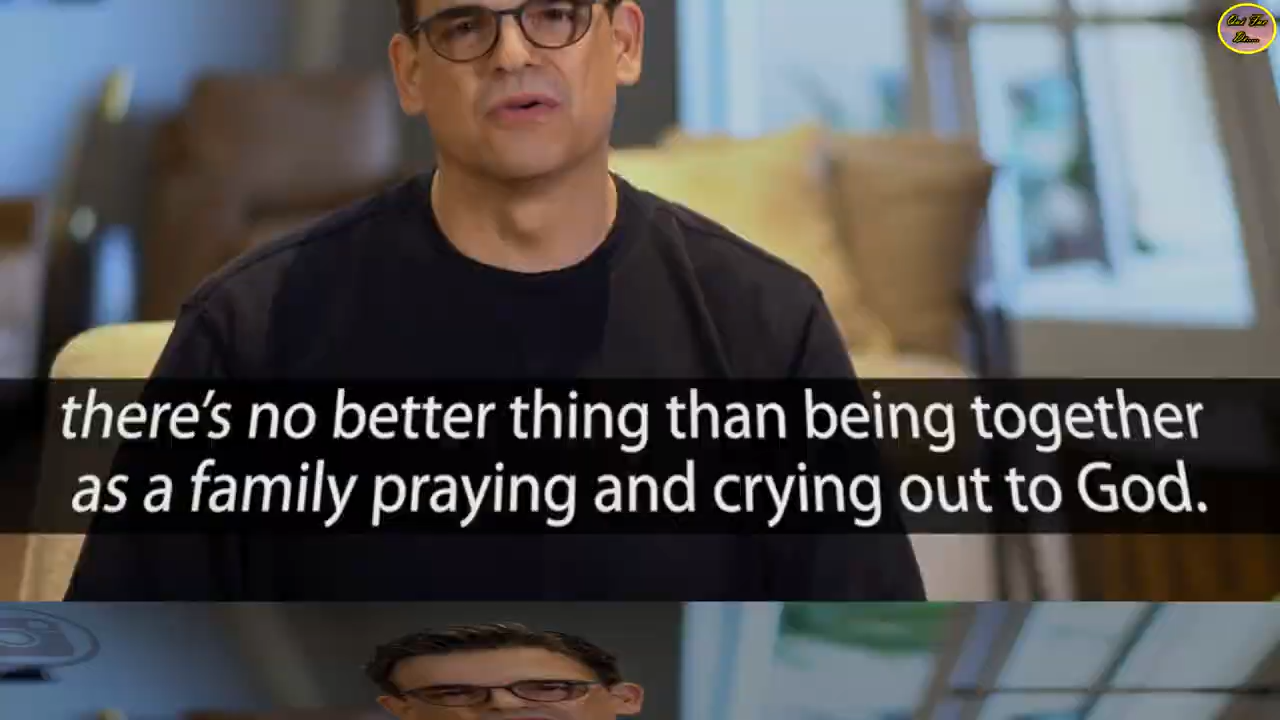 there's no better thing than being together
as a family praying and crying out to God.